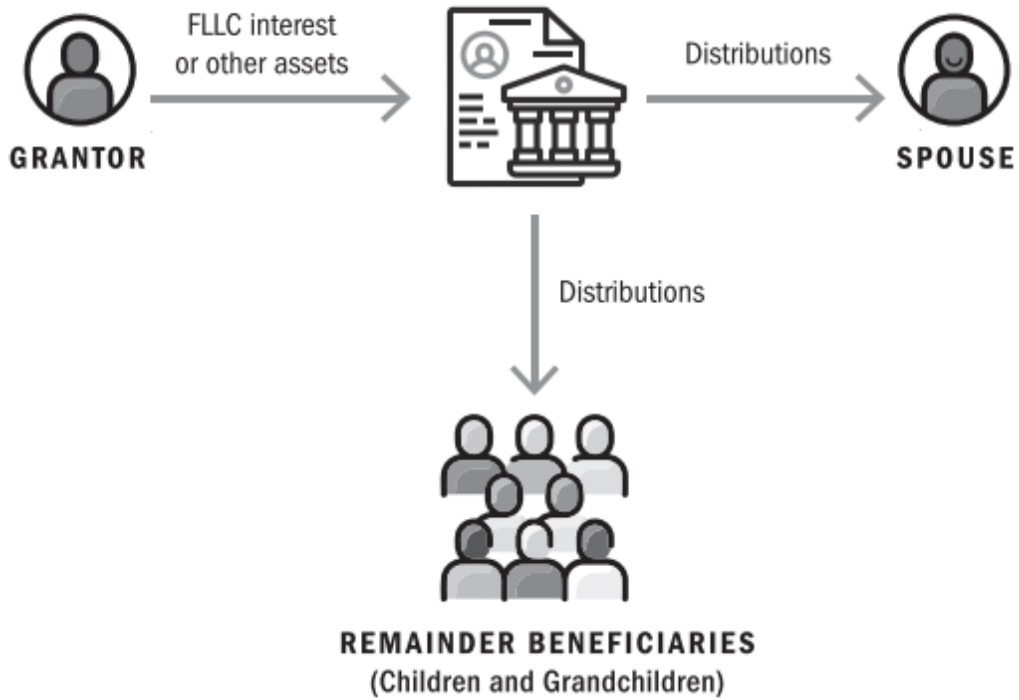 FLLC interest
or other assets
Distributions
GRANTOR
SPOUSE
Distributions
REMAINDER BENEFICIARIES
(Children and Grandchildren)